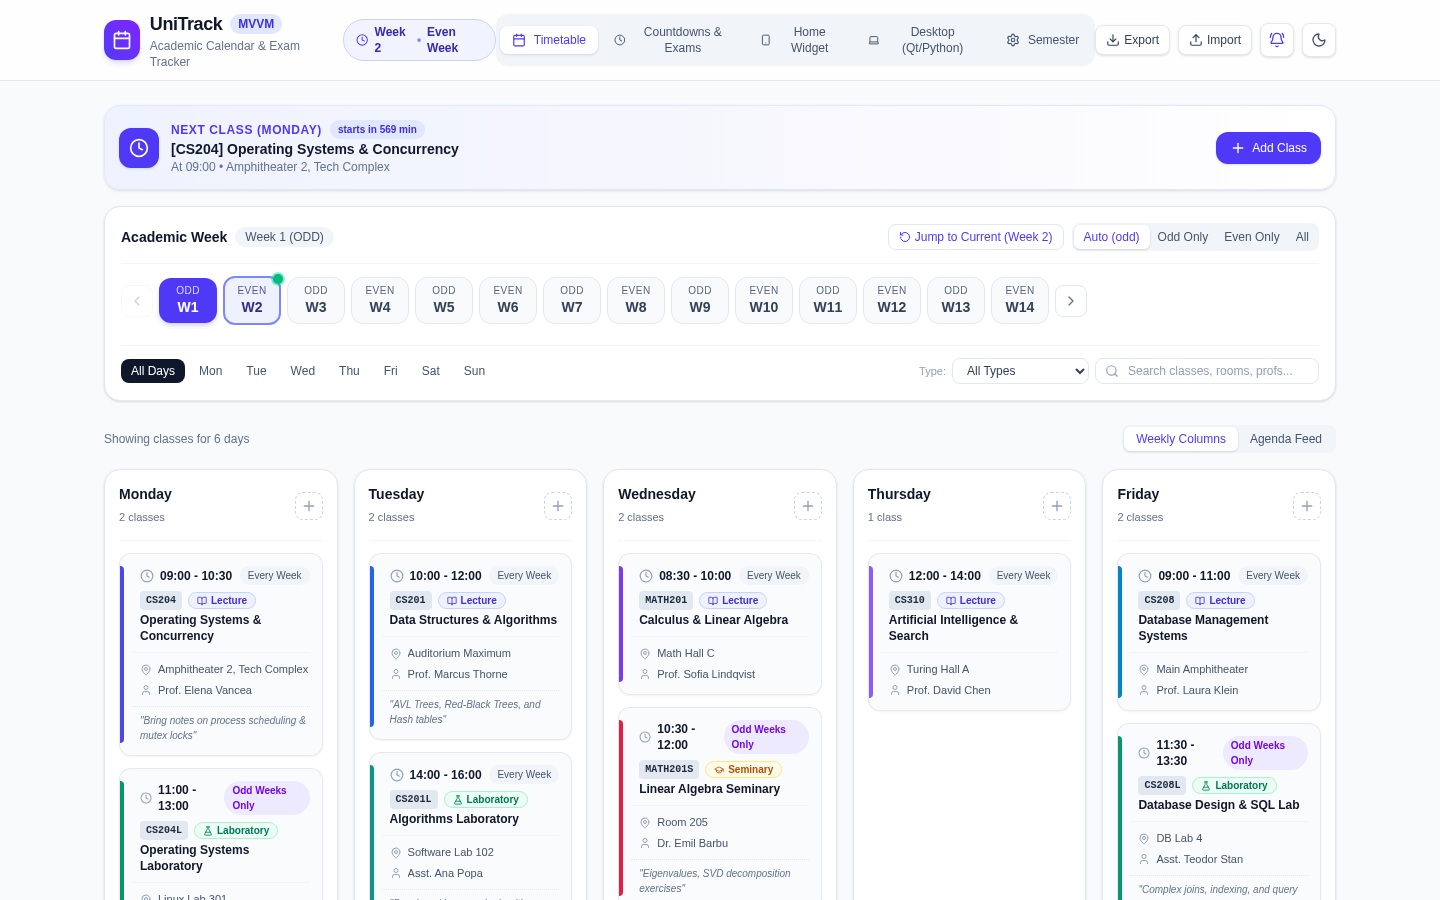 UniTrack MVVM
Academic Calendar & Exam
Tracker
Week 2 • Even Week
Timetable
Countdowns & Exams
Home Widget
Desktop (Qt/Python)
Semester
Export
Import
NEXT CLASS (MONDAY) starts in 569 min
[CS204] Operating Systems & Concurrency
At 09:00 • Amphitheater 2, Tech Complex
Add Class
Academic Week Week 1 (ODD)
Jump to Current (Week 2)
Auto (odd) Odd Only Even Only All
ODD W1
EVEN W2
ODD W3
EVEN W4
ODD W5
EVEN W6
ODD W7
EVEN W8
ODD W9
EVEN W10
ODD W11
EVEN W12
ODD W13
EVEN W14
All Days Mon Tue Wed Thu Fri Sat Sun
Type: All Types
Search classes, rooms, profs...
Showing classes for 6 days
Weekly Columns Agenda Feed
Monday
2 classes
09:00 - 10:30 Every Week
CS204 Lecture
Operating Systems &
Concurrency
Amphitheater 2, Tech Complex
Prof. Elena Vancea
"Bring notes on process scheduling &
mutex locks"
11:00 - 13:00 Odd Weeks Only
CS204L Laboratory
Operating Systems
Laboratory
Linux Lab 301
Tuesday
2 classes
10:00 - 12:00 Every Week
CS201 Lecture
Data Structures & Algorithms
Auditorium Maximum
Prof. Marcus Thorne
"AVL Trees, Red-Black Trees, and
Hash tables"
14:00 - 16:00 Every Week
CS201L Laboratory
Algorithms Laboratory
Software Lab 102
Asst. Ana Popa
Wednesday
2 classes
08:30 - 10:00 Every Week
MATH201 Lecture
Calculus & Linear Algebra
Math Hall C
Prof. Sofia Lindqvist
10:30 - 12:00 Odd Weeks Only
MATH201S Seminary
Linear Algebra Seminary
Room 205
Dr. Emil Barbu
"Eigenvalues, SVD decomposition
exercises"
Thursday
1 class
12:00 - 14:00 Every Week
CS310 Lecture
Artificial Intelligence &
Search
Turing Hall A
Prof. David Chen
Friday
2 classes
09:00 - 11:00 Every Week
CS208 Lecture
Database Management
Systems
Main Amphitheater
Prof. Laura Klein
11:30 - 13:30 Odd Weeks Only
CS208L Laboratory
Database Design & SQL Lab
DB Lab 4
Asst. Teodor Stan
"Complex joins, indexing, and query